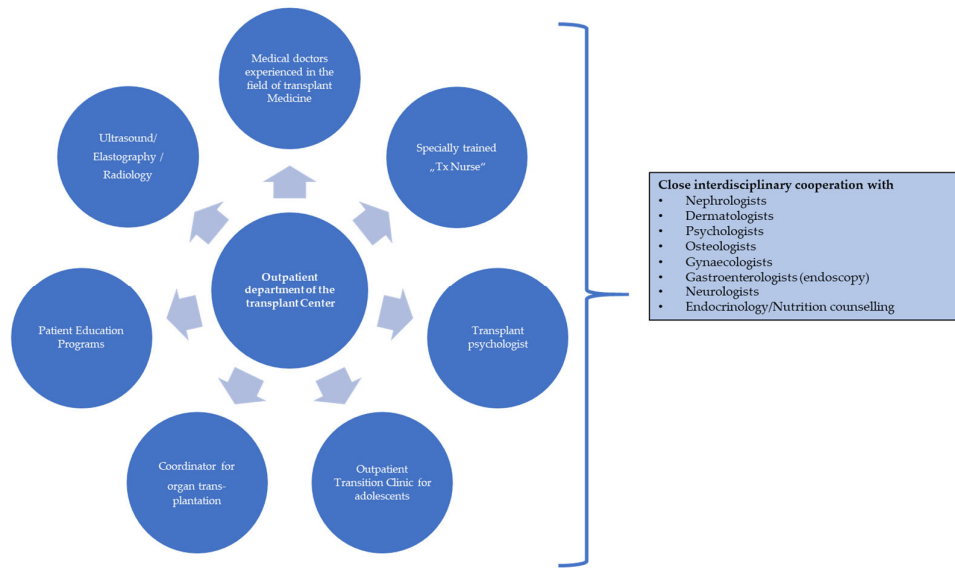 Medical doctors
experienced in the
field of transplant
Medicine
Specially trained
„Tx Nurse“
Transplant
psychologist
Outpatient
Transition Clinic for
adolescents
Coordinator for
organ trans-
plantation
Patient Education
Programs
Ultrasound/
Elastography /
Radiology
Outpatient
department of the
transplant Center
Close interdisciplinary cooperation with
• Nephrologists
• Dermatologists
• Psychologists
• Osteologists
• Gynaecologists
• Gastroenterologists (endoscopy)
• Neurologists
• Endocrinology/Nutrition counselling